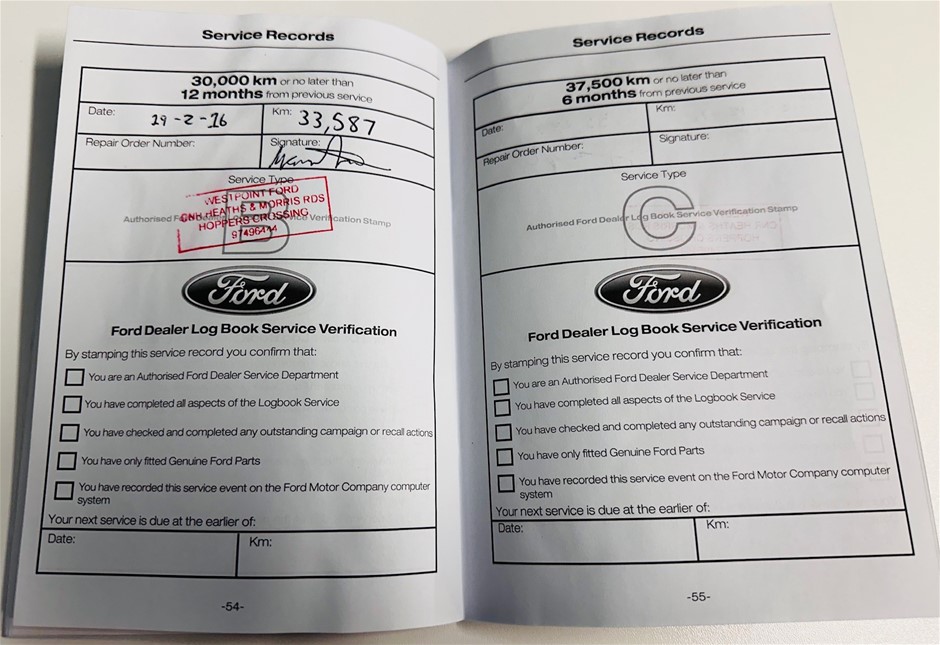 Service Records
30,000 km or no later than
12 months from previous service
Date: 29-2-16
Km: 33,587
Repair Order Number:
Signature:
Service Type
B
Authorised Ford Dealer Log Book Service Verification Stamp
WESTPOINT FORD
CNR HEATHS & MORRIS RDS
HOPPERS CROSSING
97496444
Ford
Ford Dealer Log Book Service Verification
By stamping this service record you confirm that:
You are an Authorised Ford Dealer Service Department
You have completed all aspects of the Logbook Service
You have checked and completed any outstanding campaign or recall actions
You have only fitted Genuine Ford Parts
You have recorded this service event on the Ford Motor Company computer
system
Your next service is due at the earlier of:
Date:
Km:
-54-
Service Records
37,500 km or no later than
6 months from previous service
Date:
Km:
Repair Order Number:
Signature:
Service Type
C
Authorised Ford Dealer Log Book Service Verification Stamp
Ford
Ford Dealer Log Book Service Verification
By stamping this service record you confirm that:
You are an Authorised Ford Dealer Service Department
You have completed all aspects of the Logbook Service
You have checked and completed any outstanding campaign or recall actions
You have only fitted Genuine Ford Parts
You have recorded this service event on the Ford Motor Company computer
system
Your next service is due at the earlier of:
Date:
Km:
-55-